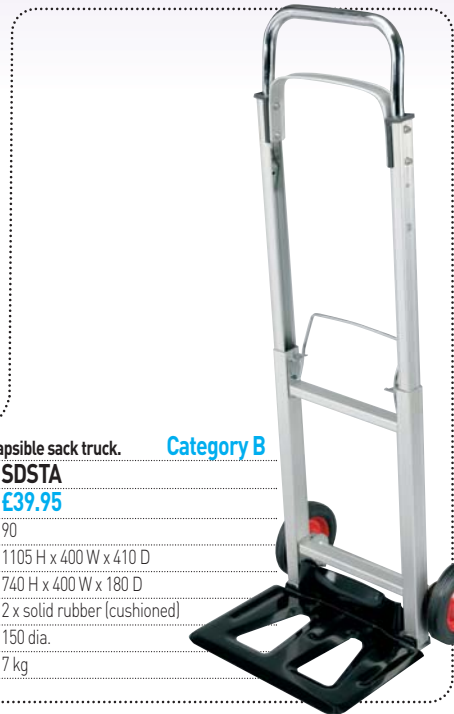 apsible sack truck. Category B
SDSTA
£39.95
90
1105 H x 400 W x 410 D
740 H x 400 W x 180 D
2 x solid rubber (cushioned)
150 dia.
7 kg